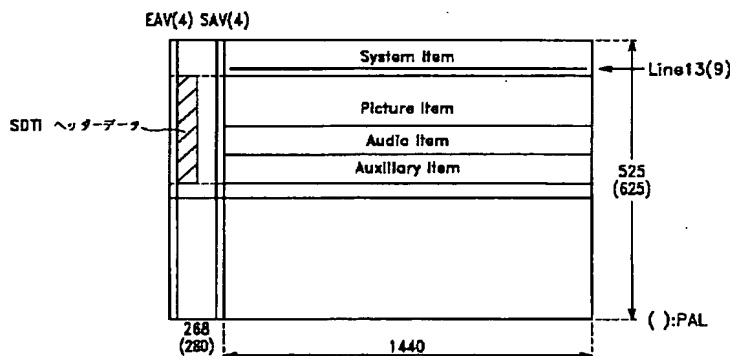 EAV(4) SAV(4)
System Item
Line13(9)
Picture Item
SDTI ヘッダーデータ
Audio Item
Auxiliary Item
525
(625)
( ):PAL
268
(280)
1440